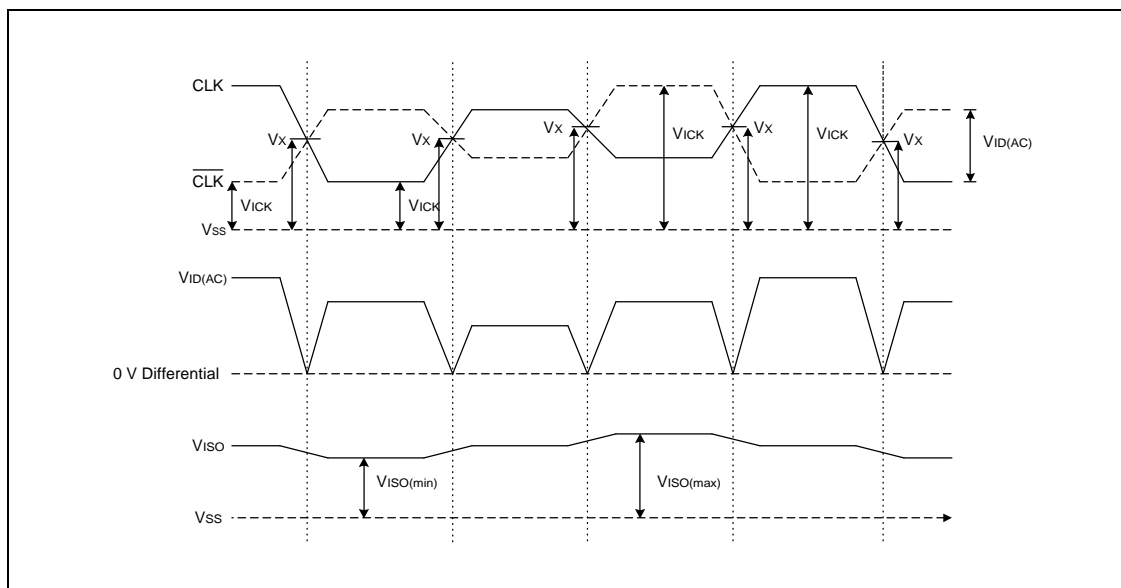 CLK
VX VX VX VX VX
VICK VICK VID(AC)
CLK
VICK VICK
VSS
VID(AC)
0 V Differential
VISO
VISO(min) VISO(max)
VSS